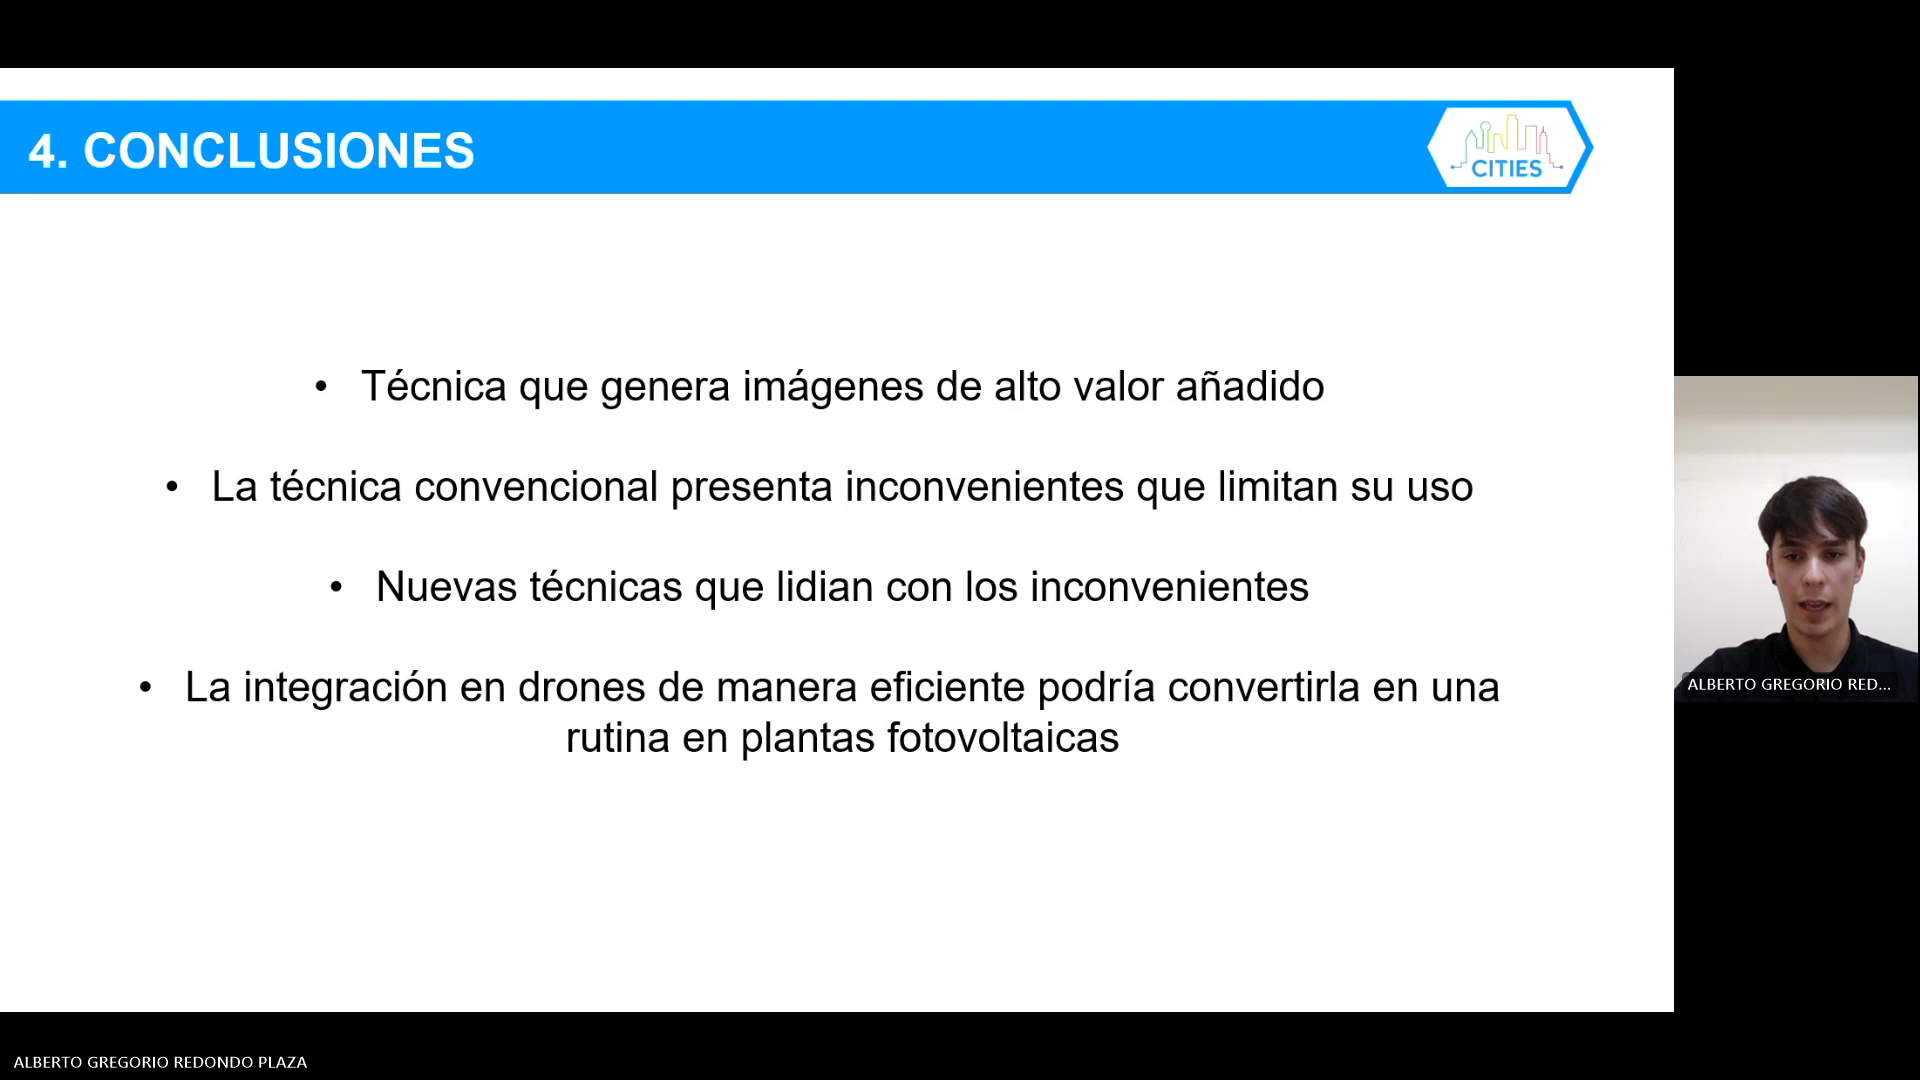 4. CONCLUSIONES
CITIES
• Técnica que genera imágenes de alto valor añadido
• La técnica convencional presenta inconvenientes que limitan su uso
• Nuevas técnicas que lidian con los inconvenientes
• La integración en drones de manera eficiente podría convertirla en una
rutina en plantas fotovoltaicas
ALBERTO GREGORIO RED...
ALBERTO GREGORIO REDONDO PLAZA